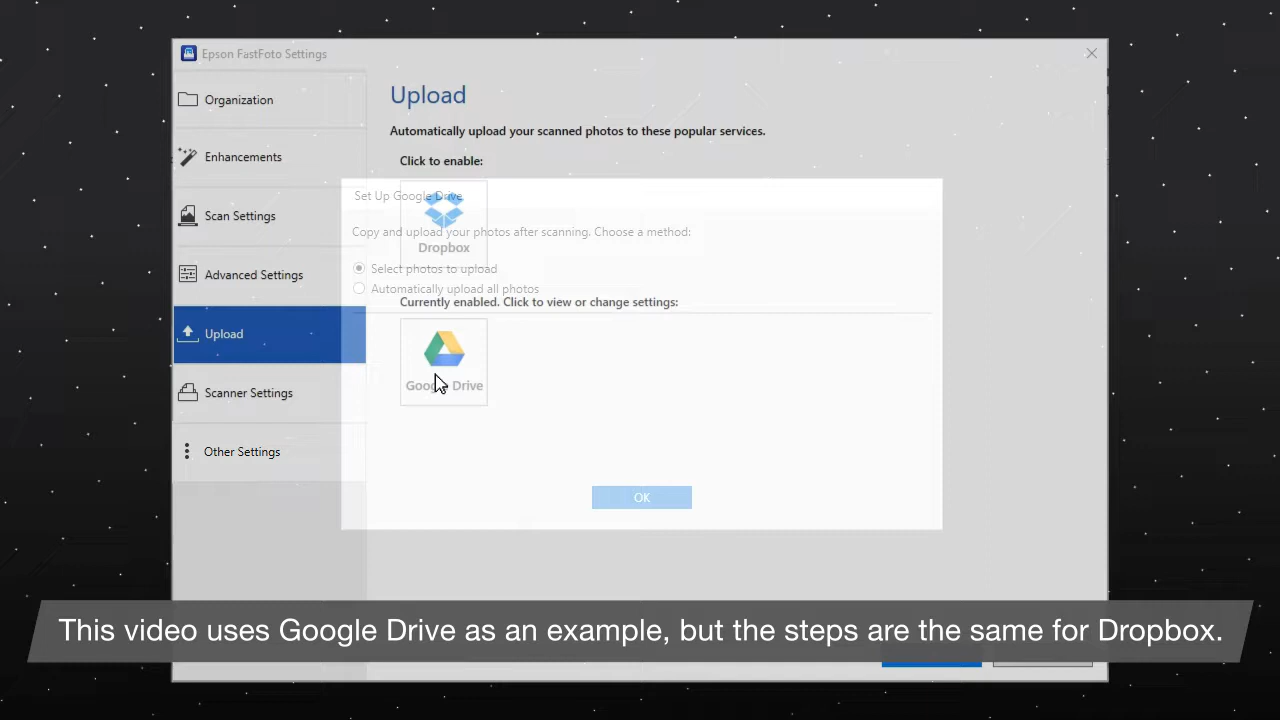 Epson FastFoto Settings
Organization
Enhancements
Scan Settings
Advanced Settings
Upload
Scanner Settings
Other Settings
Upload
Automatically upload your scanned photos to these popular services.
Click to enable:
Set Up Google Drive
Dropbox
Copy and upload your photos after scanning. Choose a method:
Select photos to upload
Automatically upload all photos
Currently enabled. Click to view or change settings:
Google Drive
OK
This video uses Google Drive as an example, but the steps are the same for Dropbox.